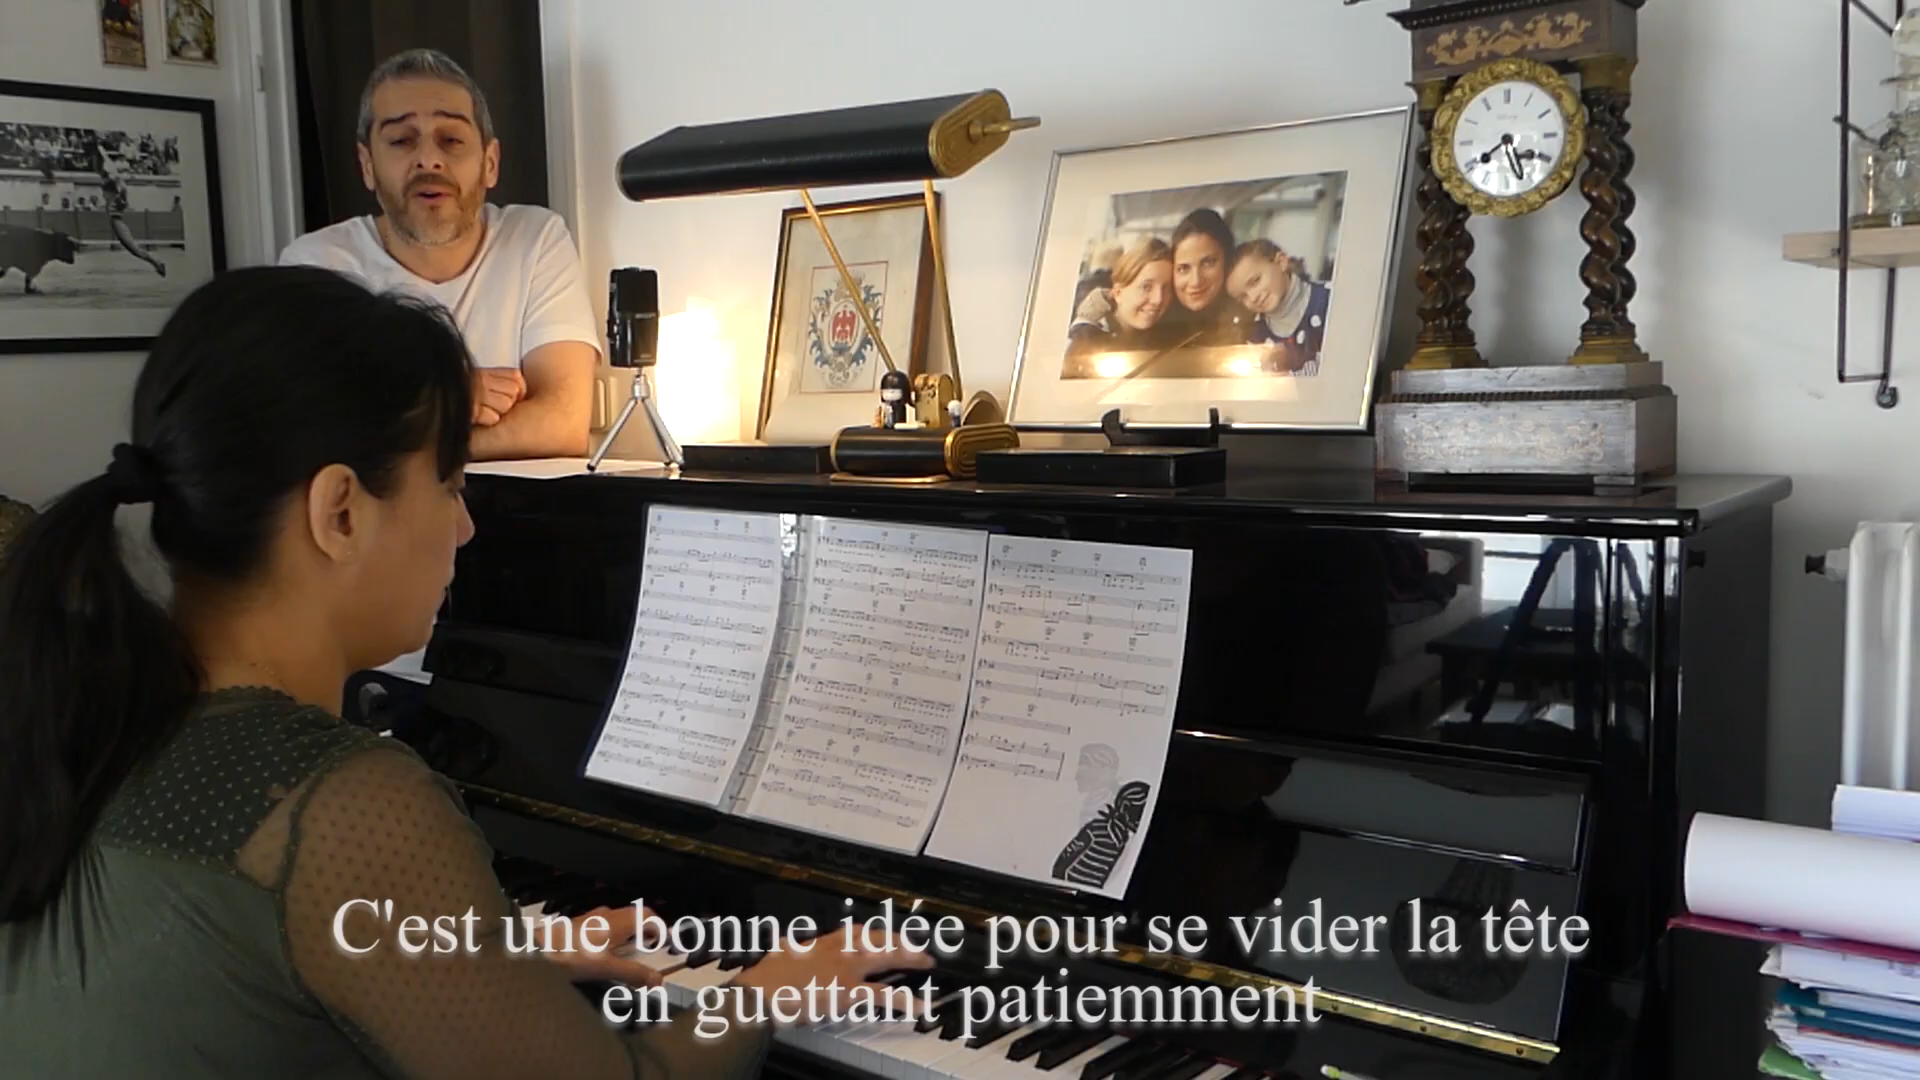 C'est une bonne idée pour se vider la tête
en guettant patiemment